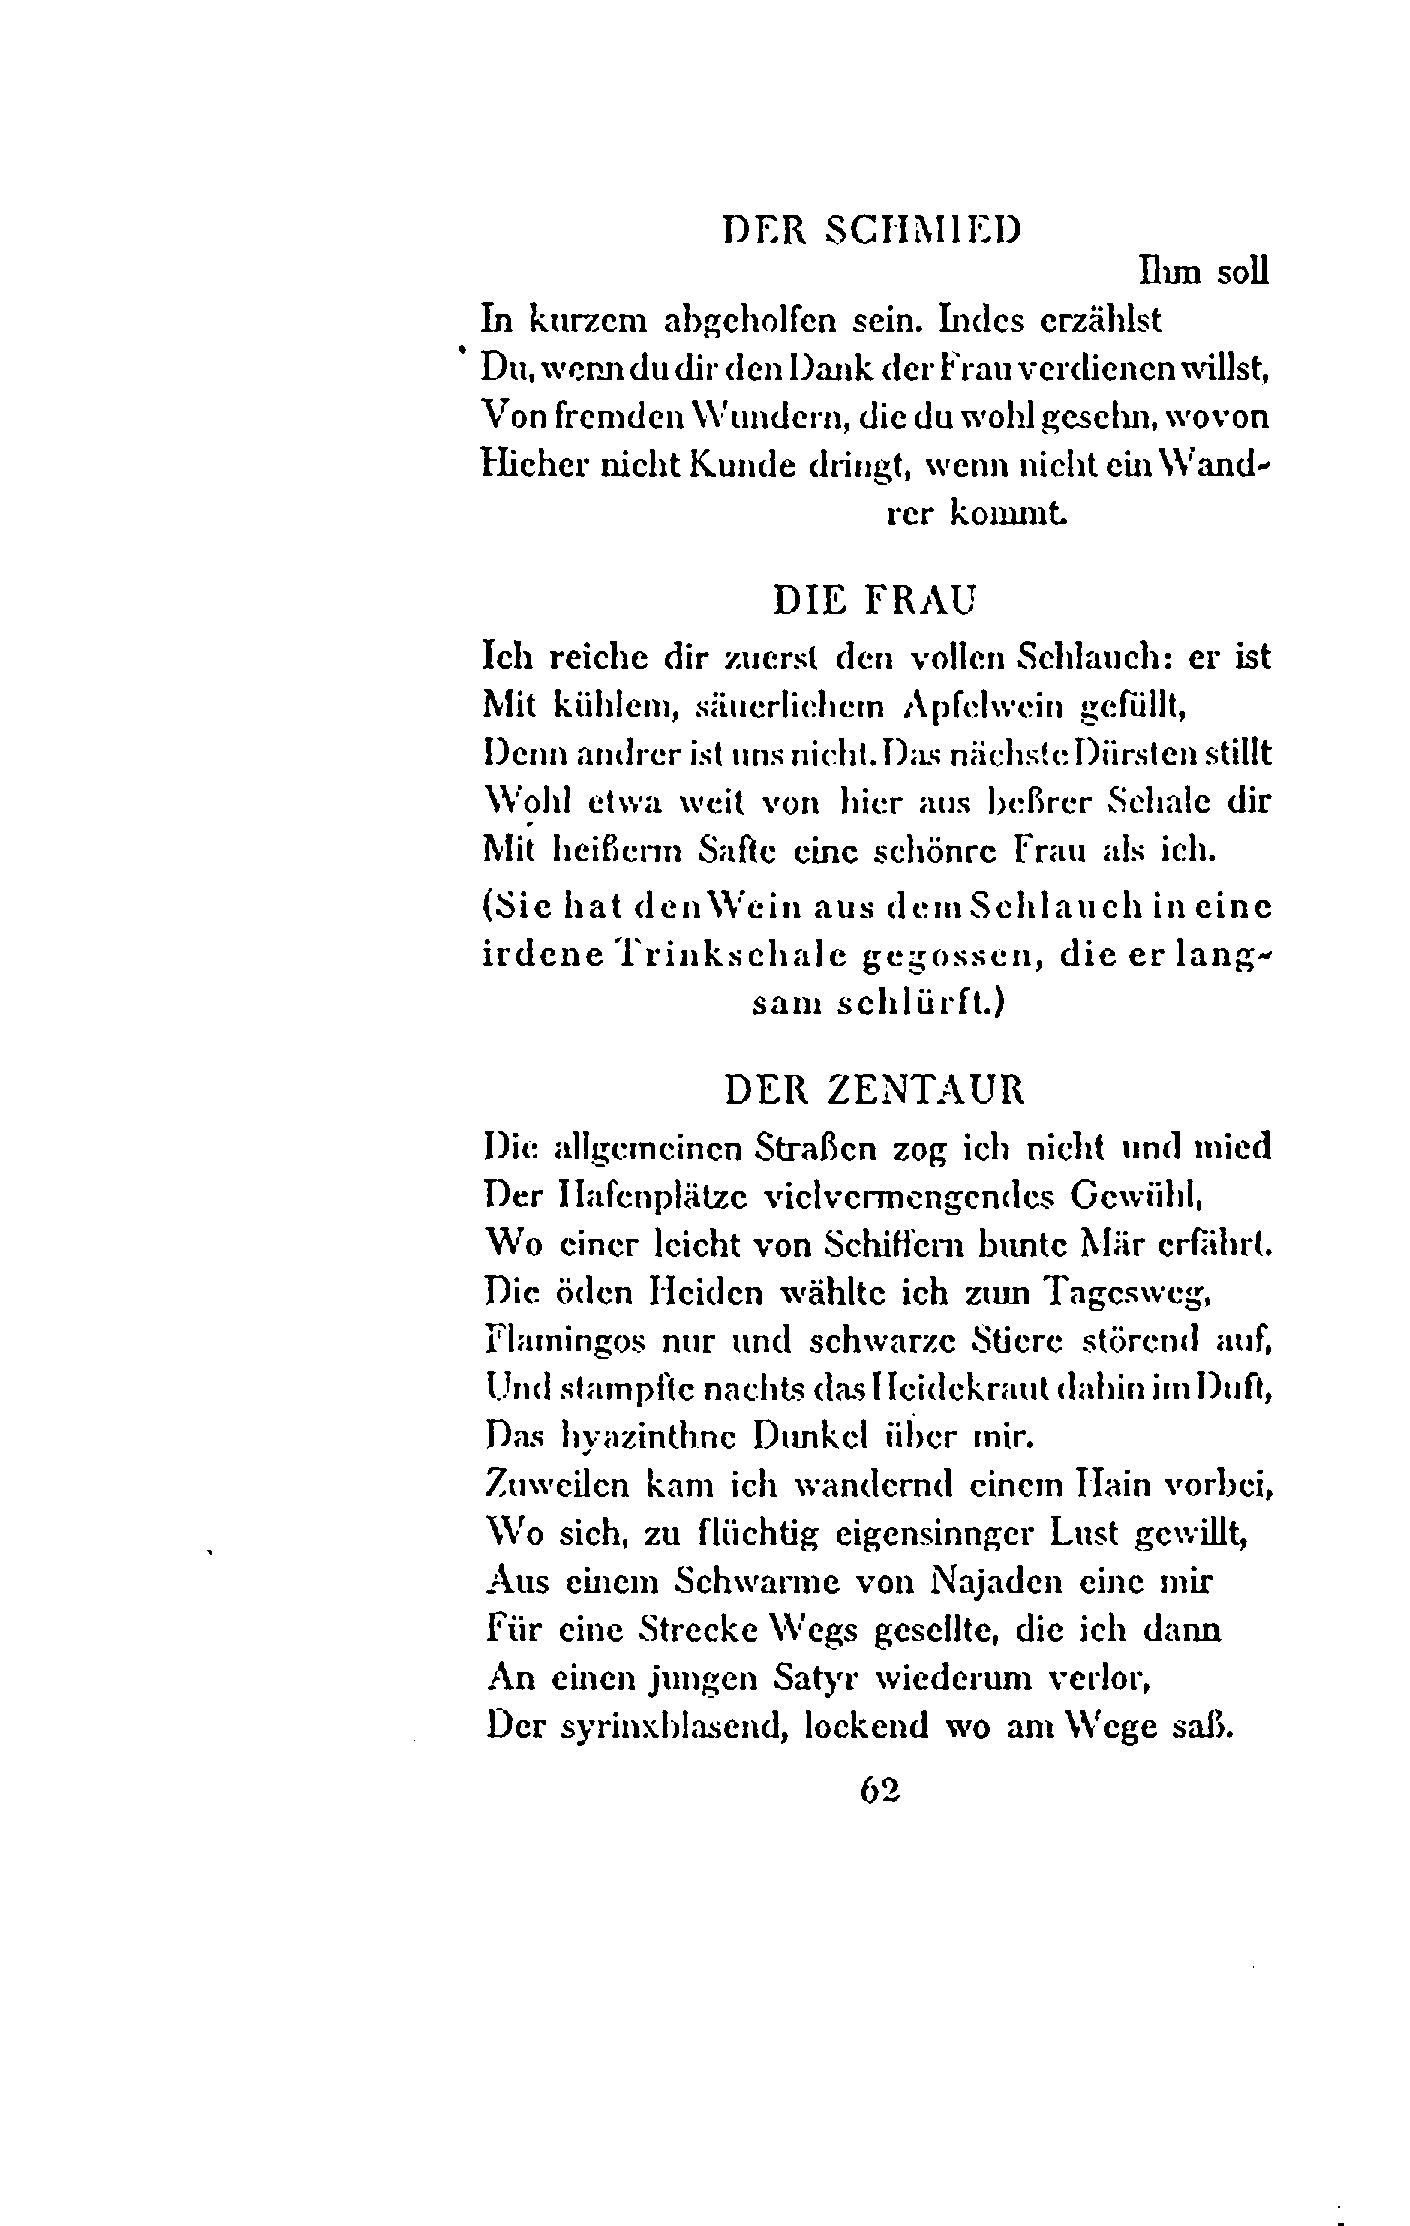 DER SCHMIED
Ihm soll
In kurzem abgeholfen sein. Indes erzählst
Du, wenn du dir den Dank der Frau verdienen willst,
Von fremden Wundern, die du wohl gesehn, wovon
Hieher nicht Kunde dringt, wenn nicht ein Wand-
rer kommt.
DIE FRAU
Ich reiche dir zuerst den vollen Schlauch: er ist
Mit kühlem, säuerlichem Apfelwein gefüllt,
Denn andrer ist uns nicht. Das nächste Dürsten stillt
Wohl etwa weit von hier aus beßrer Schale dir
Mit heißerm Safte eine schönre Frau als ich.
(Sie hat den Wein aus dem Schlauch in eine
irdene Trinkschale gegossen, die er lang-
sam schlürft.)
DER ZENTAUR
Die allgemeinen Straßen zog ich nicht und mied
Der Hafenplätze vielvermengendes Gewühl,
Wo einer leicht von Schiffern bunte Mär erfährt.
Die öden Heiden wählte ich zum Tagesweg,
Flamingos nur und schwarze Stiere störend auf,
Und stampfte nachts das Heidekraut dahin im Duft,
Das hyazinthne Dunkel über mir.
Zuweilen kam ich wandernd einem Hain vorbei,
Wo sich, zu flüchtig eigensinnger Lust gewillt,
Aus einem Schwarme von Najaden eine mir
Für eine Strecke Wegs gesellte, die ich dann
An einen jungen Satyr wiederum verlor,
Der syrinxblasend, lockend wo am Wege saß.
62